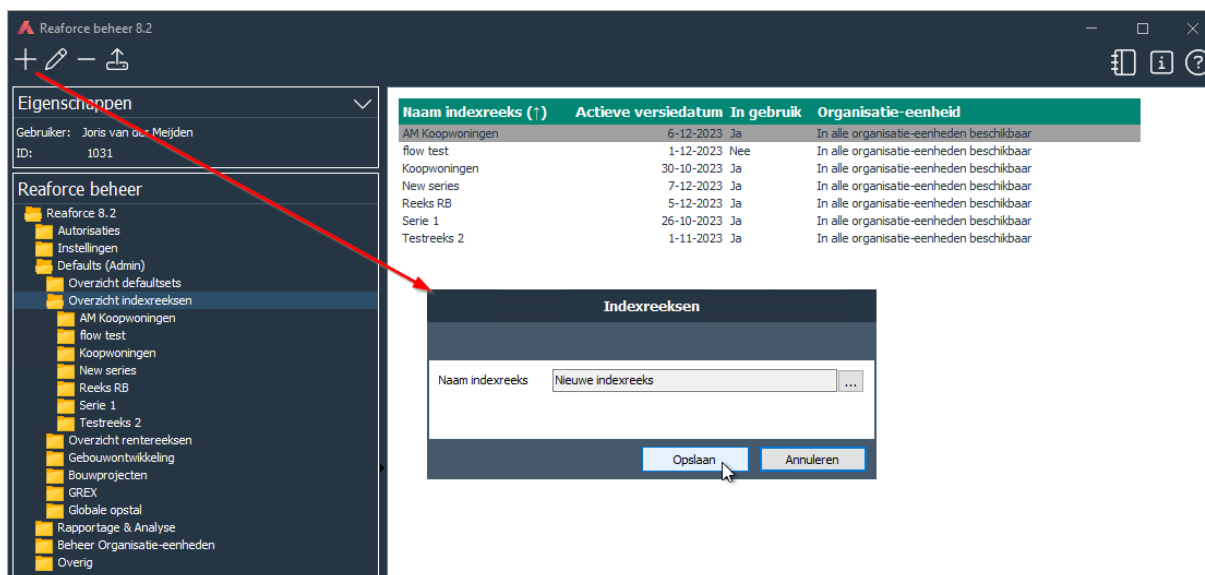 Reaforce beheer 8.2
Eigenschappen
Gebruiker: Joris van der Meijden
ID: 1031
Reaforce beheer
Reaforce 8.2
Autorisaties
Instellingen
Defaults (Admin)
Overzicht defaultsets
Overzicht indexreeksen
AM Koopwoningen
flow test
Koopwoningen
New series
Reeks RB
Serie 1
Testreeks 2
Overzicht rentereeksen
Gebouwontwikkeling
Bouwprojecten
GREX
Globale opstal
Rapportage & Analyse
Beheer Organisatie-eenheden
Overig
Naam indexreeks (↑) Actieve versiedatum In gebruik Organisatie-eenheid
AM Koopwoningen 6-12-2023 Ja In alle organisatie-eenheden beschikbaar
flow test 1-12-2023 Nee In alle organisatie-eenheden beschikbaar
Koopwoningen 30-10-2023 Ja In alle organisatie-eenheden beschikbaar
New series 7-12-2023 Ja In alle organisatie-eenheden beschikbaar
Reeks RB 5-12-2023 Ja In alle organisatie-eenheden beschikbaar
Serie 1 26-10-2023 Ja In alle organisatie-eenheden beschikbaar
Testreeks 2 1-11-2023 Ja In alle organisatie-eenheden beschikbaar
Indexreeksen
Naam indexreeks Nieuwe indexreeks ...
Opslaan Annuleren